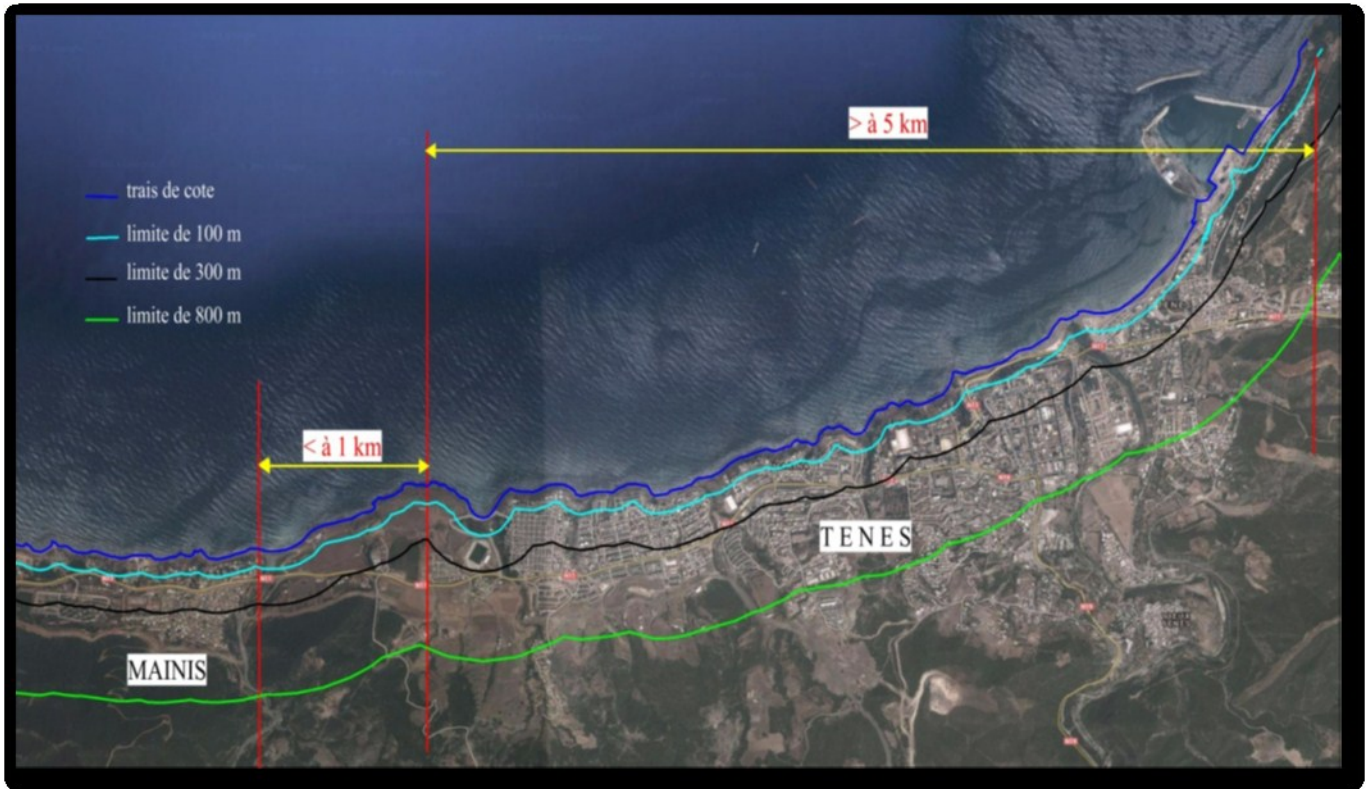 > à 5 km
trais de cote
limite de 100 m
limite de 300 m
limite de 800 m
< à 1 km
TENES
MAINIS